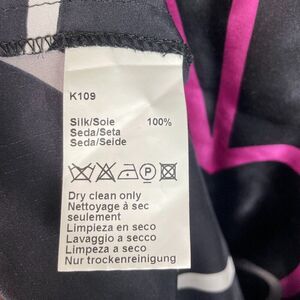 K109
Silk/Soie 100%
Seda/Seta
Seda/Seide
P
Dry clean only
Nettoyage à sec
seulement
Limpieza en seco
Lavaggio a secco
Limpeza a seco
Nur trockenreinigung